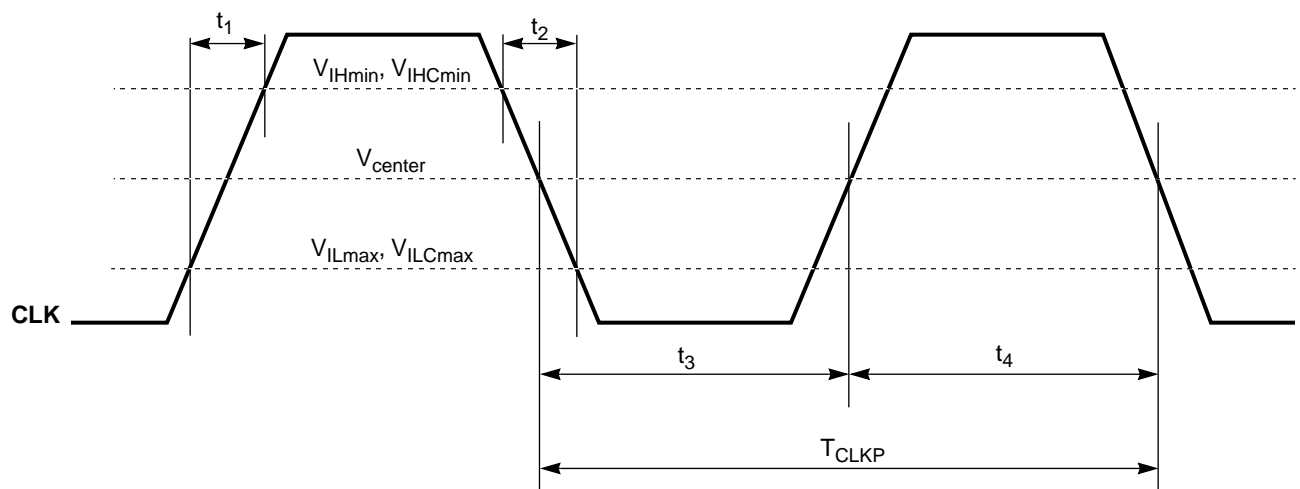 t1
t2
VIHmin, VIHCmin
Vcenter
VILmax, VILCmax
CLK
t3
t4
TCLKP